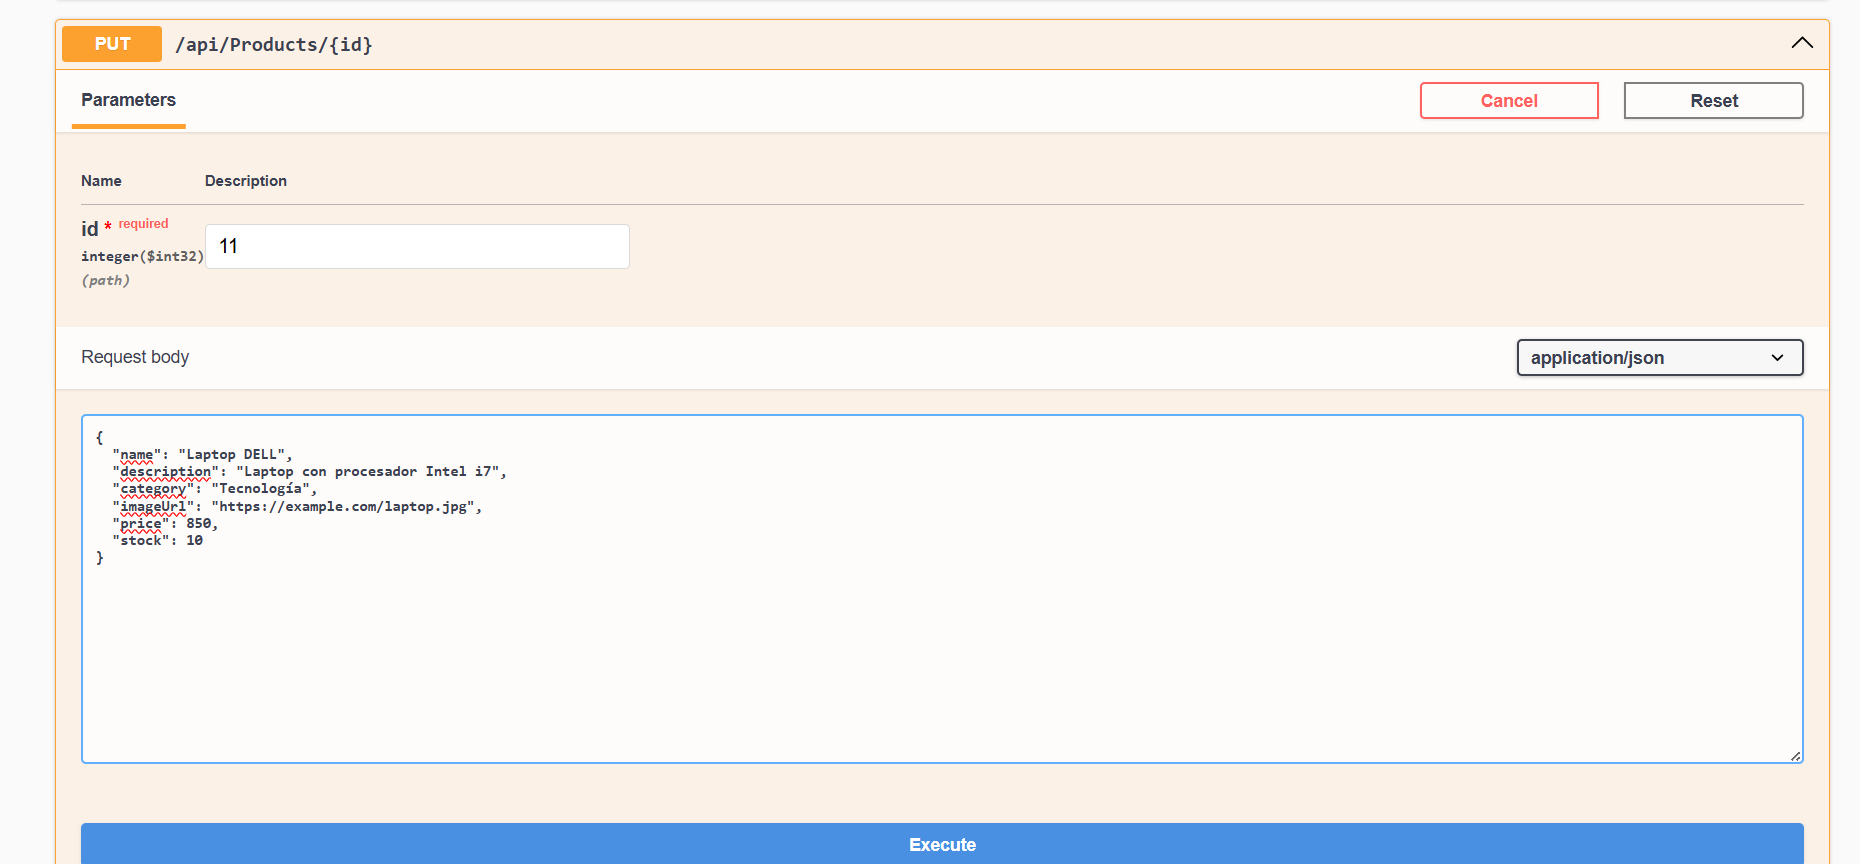 PUT /api/Products/{id}
Parameters
Cancel
Reset
Name Description
id * required
integer($int32)
(path)
11
Request body
application/json
{
  "name": "Laptop DELL",
  "description": "Laptop con procesador Intel i7",
  "category": "Tecnología",
  "imageUrl": "https://example.com/laptop.jpg",
  "price": 850,
  "stock": 10
}
Execute